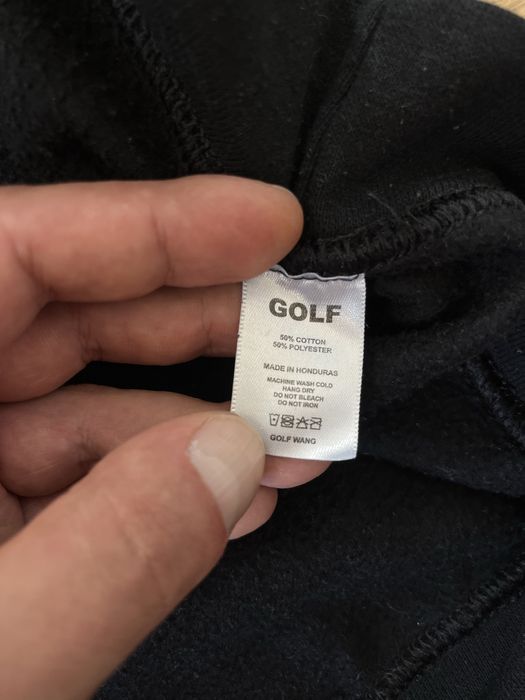 GOLF
50% COTTON
50% POLYESTER
MADE IN HONDURAS
MACHINE WASH COLD
HANG DRY
DO NOT BLEACH
DO NOT IRON
GOLF WANG